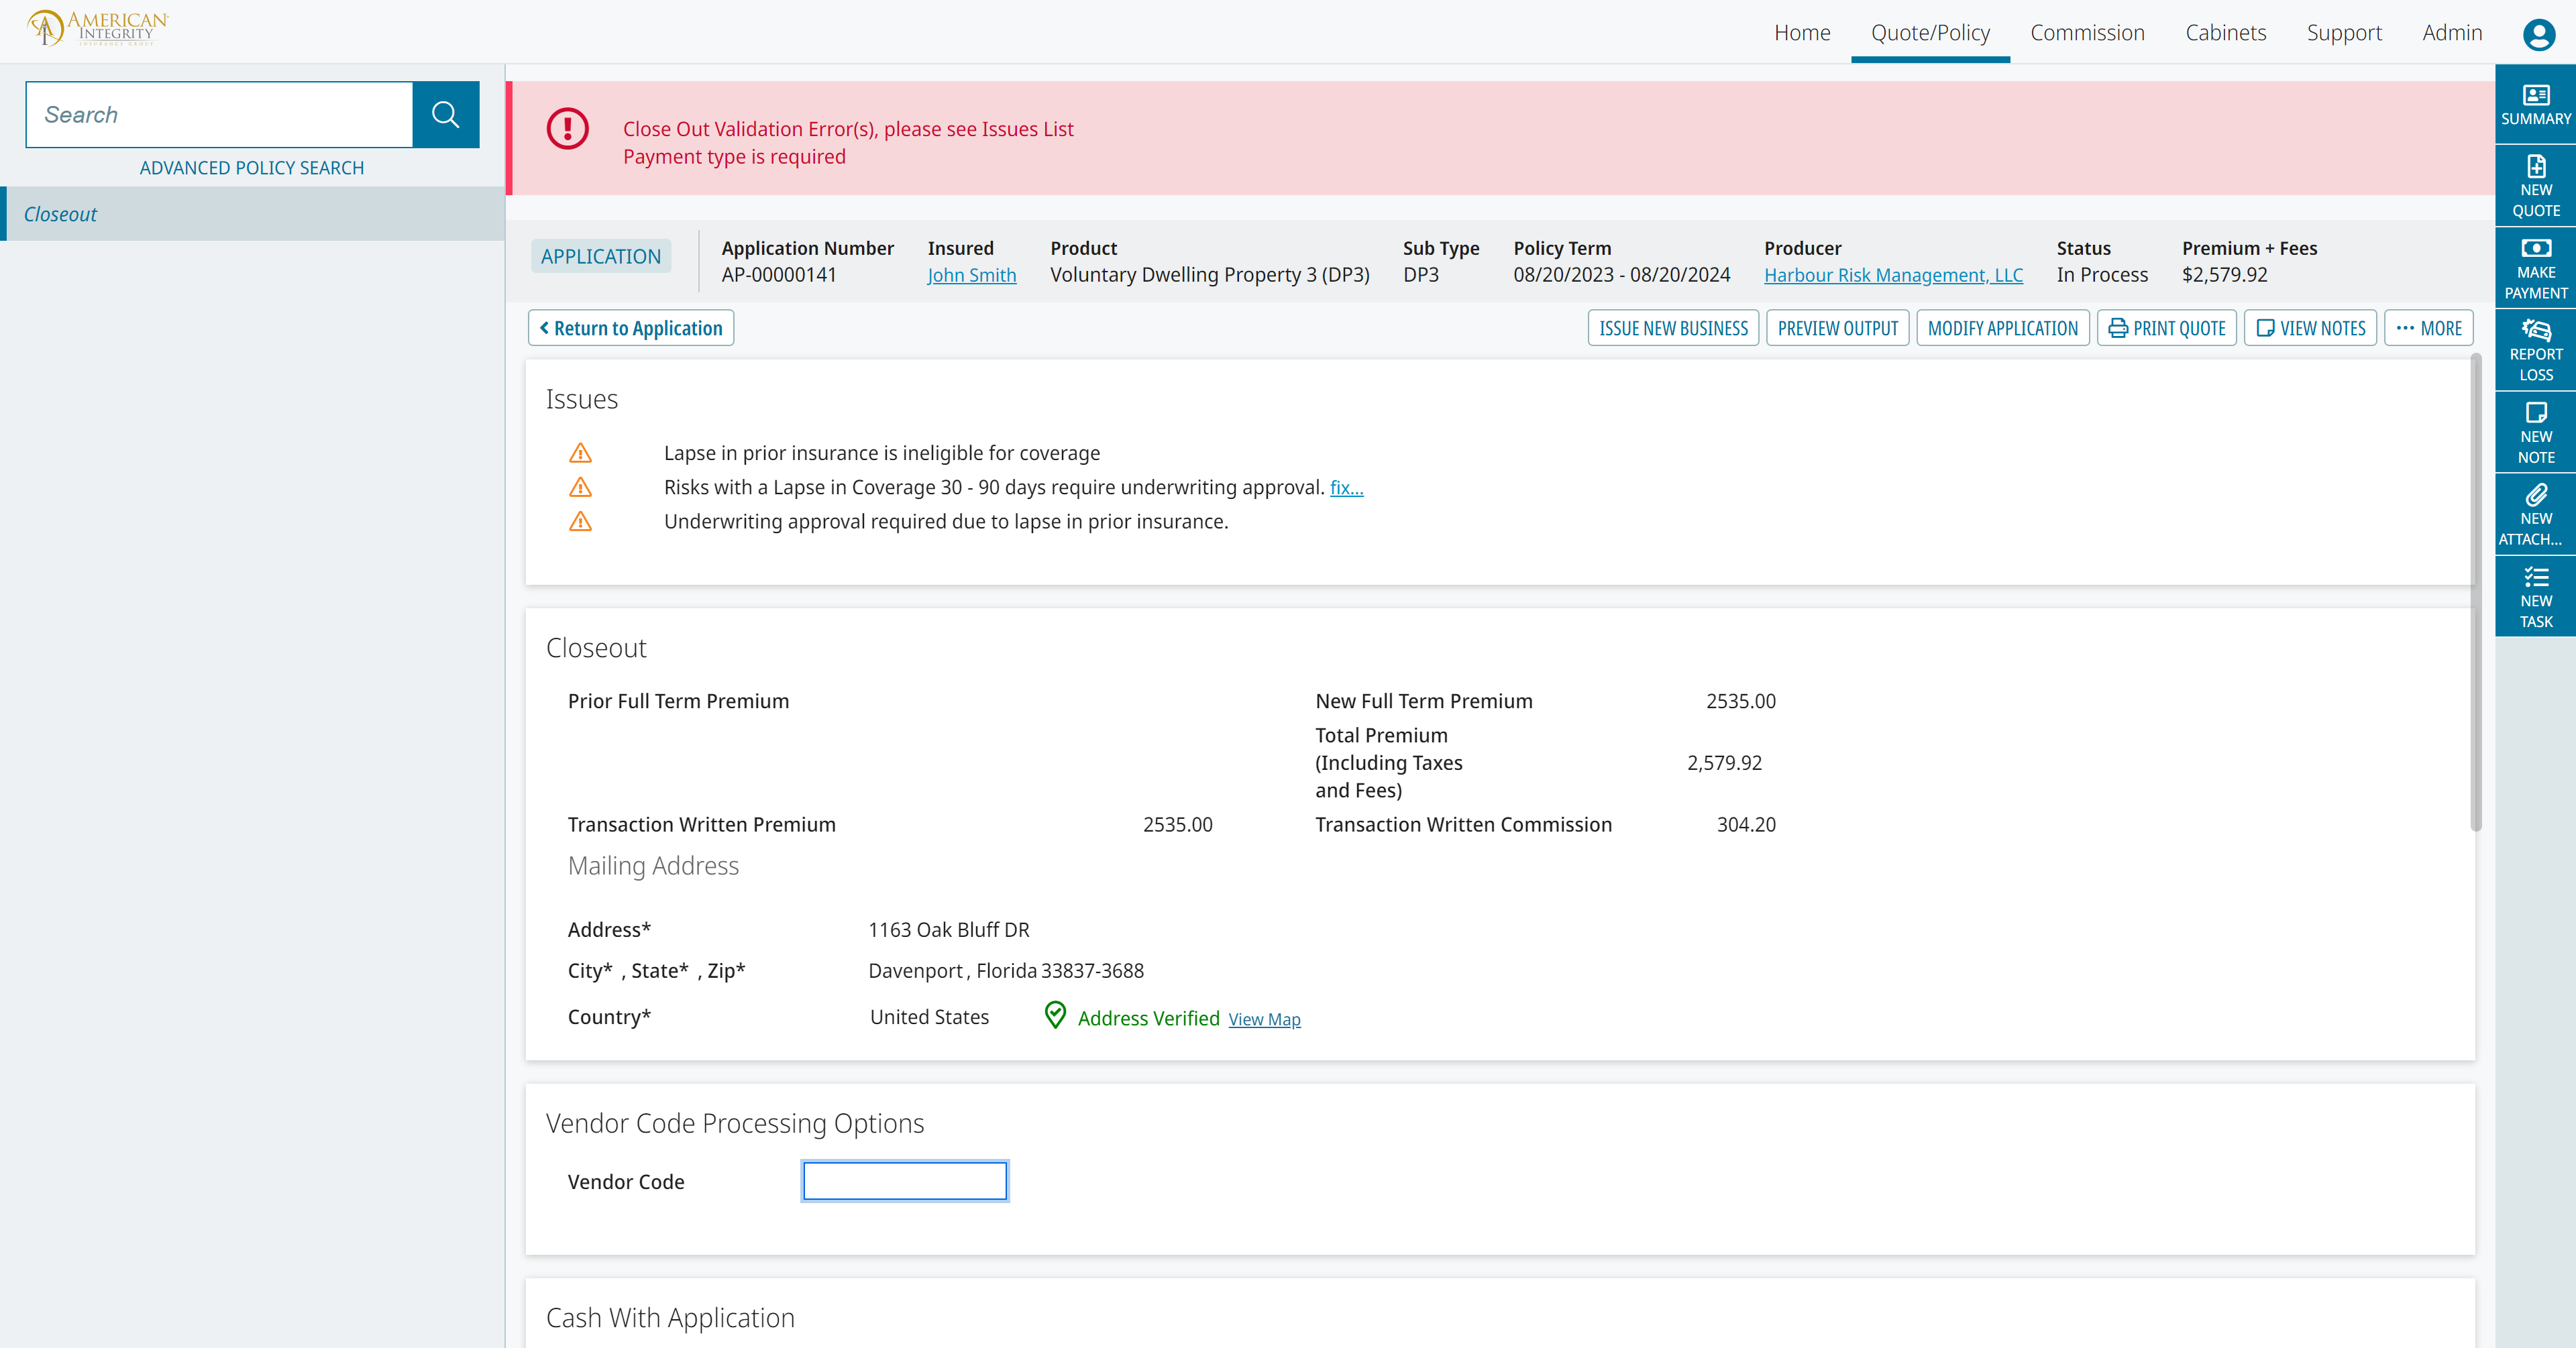 AMERICAN
INTEGRITY
INSURANCE GROUP
Home
Quote/Policy
Commission
Cabinets
Support
Admin
Search
ADVANCED POLICY SEARCH
Closeout
Close Out Validation Error(s), please see Issues List
Payment type is required
APPLICATION
Application Number
AP-00000141
Insured
John Smith
Product
Voluntary Dwelling Property 3 (DP3)
Sub Type
DP3
Policy Term
08/20/2023 - 08/20/2024
Producer
Harbour Risk Management, LLC
Status
In Process
Premium + Fees
$2,579.92
Return to Application
ISSUE NEW BUSINESS
PREVIEW OUTPUT
MODIFY APPLICATION
PRINT QUOTE
VIEW NOTES
MORE
Issues
Lapse in prior insurance is ineligible for coverage
Risks with a Lapse in Coverage 30 - 90 days require underwriting approval. fix...
Underwriting approval required due to lapse in prior insurance.
Closeout
Prior Full Term Premium
New Full Term Premium 2535.00
Total Premium
(Including Taxes 2,579.92
and Fees)
Transaction Written Premium 2535.00
Transaction Written Commission 304.20
Mailing Address
Address* 1163 Oak Bluff DR
City* , State* , Zip* Davenport , Florida 33837-3688
Country* United States Address Verified View Map
Vendor Code Processing Options
Vendor Code
Cash With Application
SUMMARY
NEW
QUOTE
MAKE
PAYMENT
REPORT
LOSS
NEW
NOTE
NEW
ATTACH...
NEW
TASK